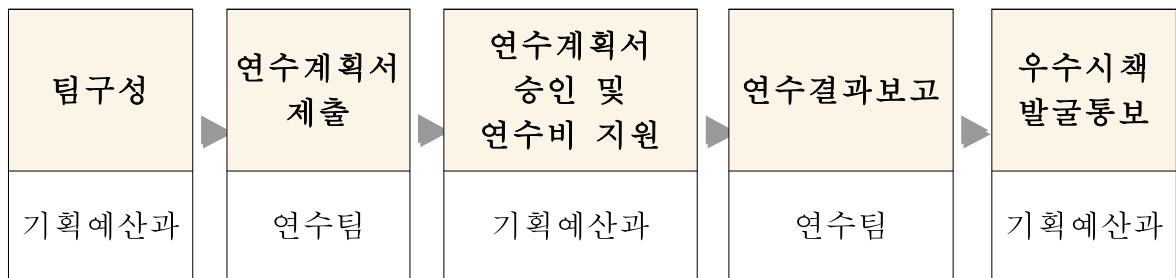 팀구성
기획예산과
연수계획서
제출
연수팀
연수계획서
승인 및
연수비 지원
기획예산과
연수결과보고
연수팀
우수시책
발굴통보
기획예산과